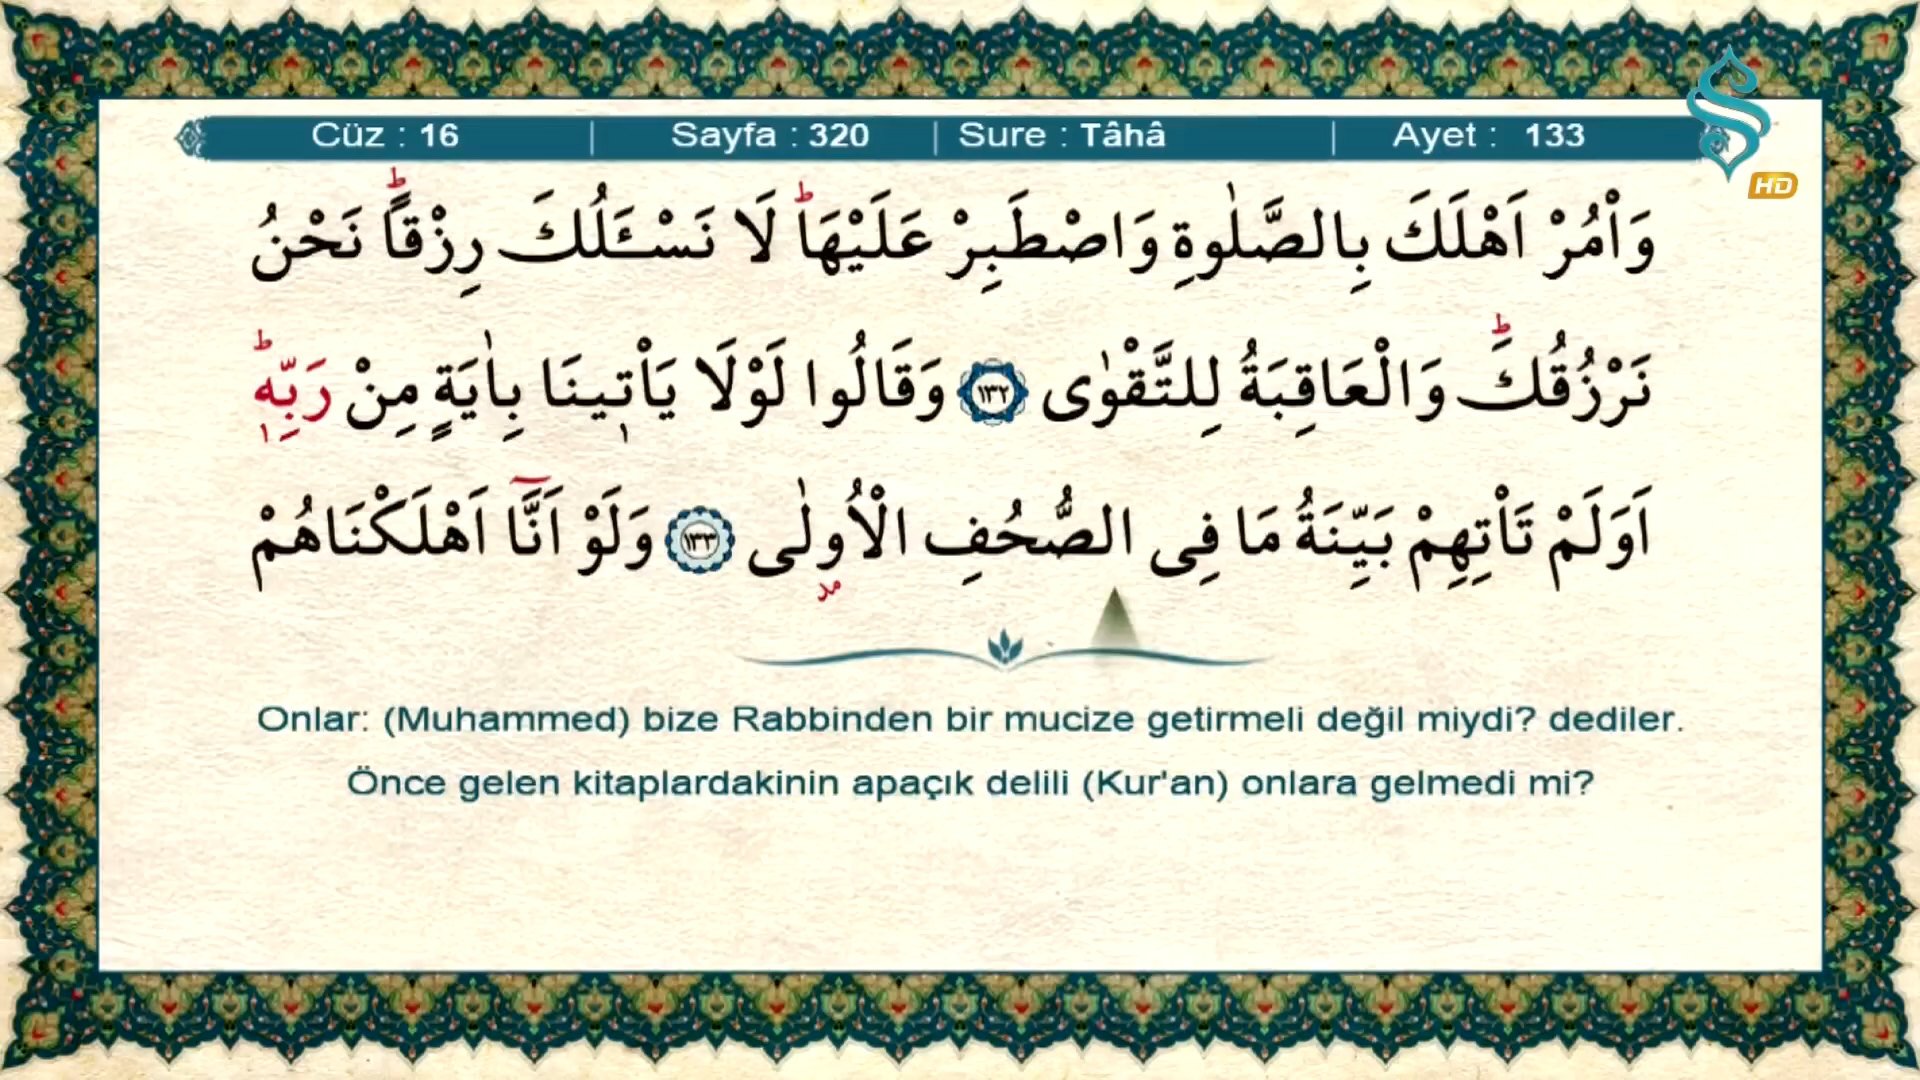 Cüz : 16 | Sayfa : 320 | Sure : Tâhâ | Ayet : 133
HD
وَأْمُرْ اَهْلَكَ بِالصَّلٰوةِ وَاصْطَبِرْ عَلَيْهَاۜ لَا نَسْـَٔلُكَ رِزْقاًۜ نَحْنُ
نَرْزُقُكَۜ وَالْعَاقِبَةُ لِلتَّقْوٰى ﴿١٣٢﴾ وَقَالُوا لَوْلَا يَأْت۪ينَا بِاٰيَةٍ مِنْ رَبِّه۪ۜ
اَوَلَمْ تَأْتِهِمْ بَيِّنَةُ مَا فِى الصُّحُفِ الْاُو۫لٰى ﴿١٣٣﴾ وَلَوْ اَنَّٓا اَهْلَكْنَاهُمْ
Onlar: (Muhammed) bize Rabbinden bir mucize getirmeli değil miydi? dediler.
Önce gelen kitaplardakinin apaçık delili (Kur'an) onlara gelmedi mi?